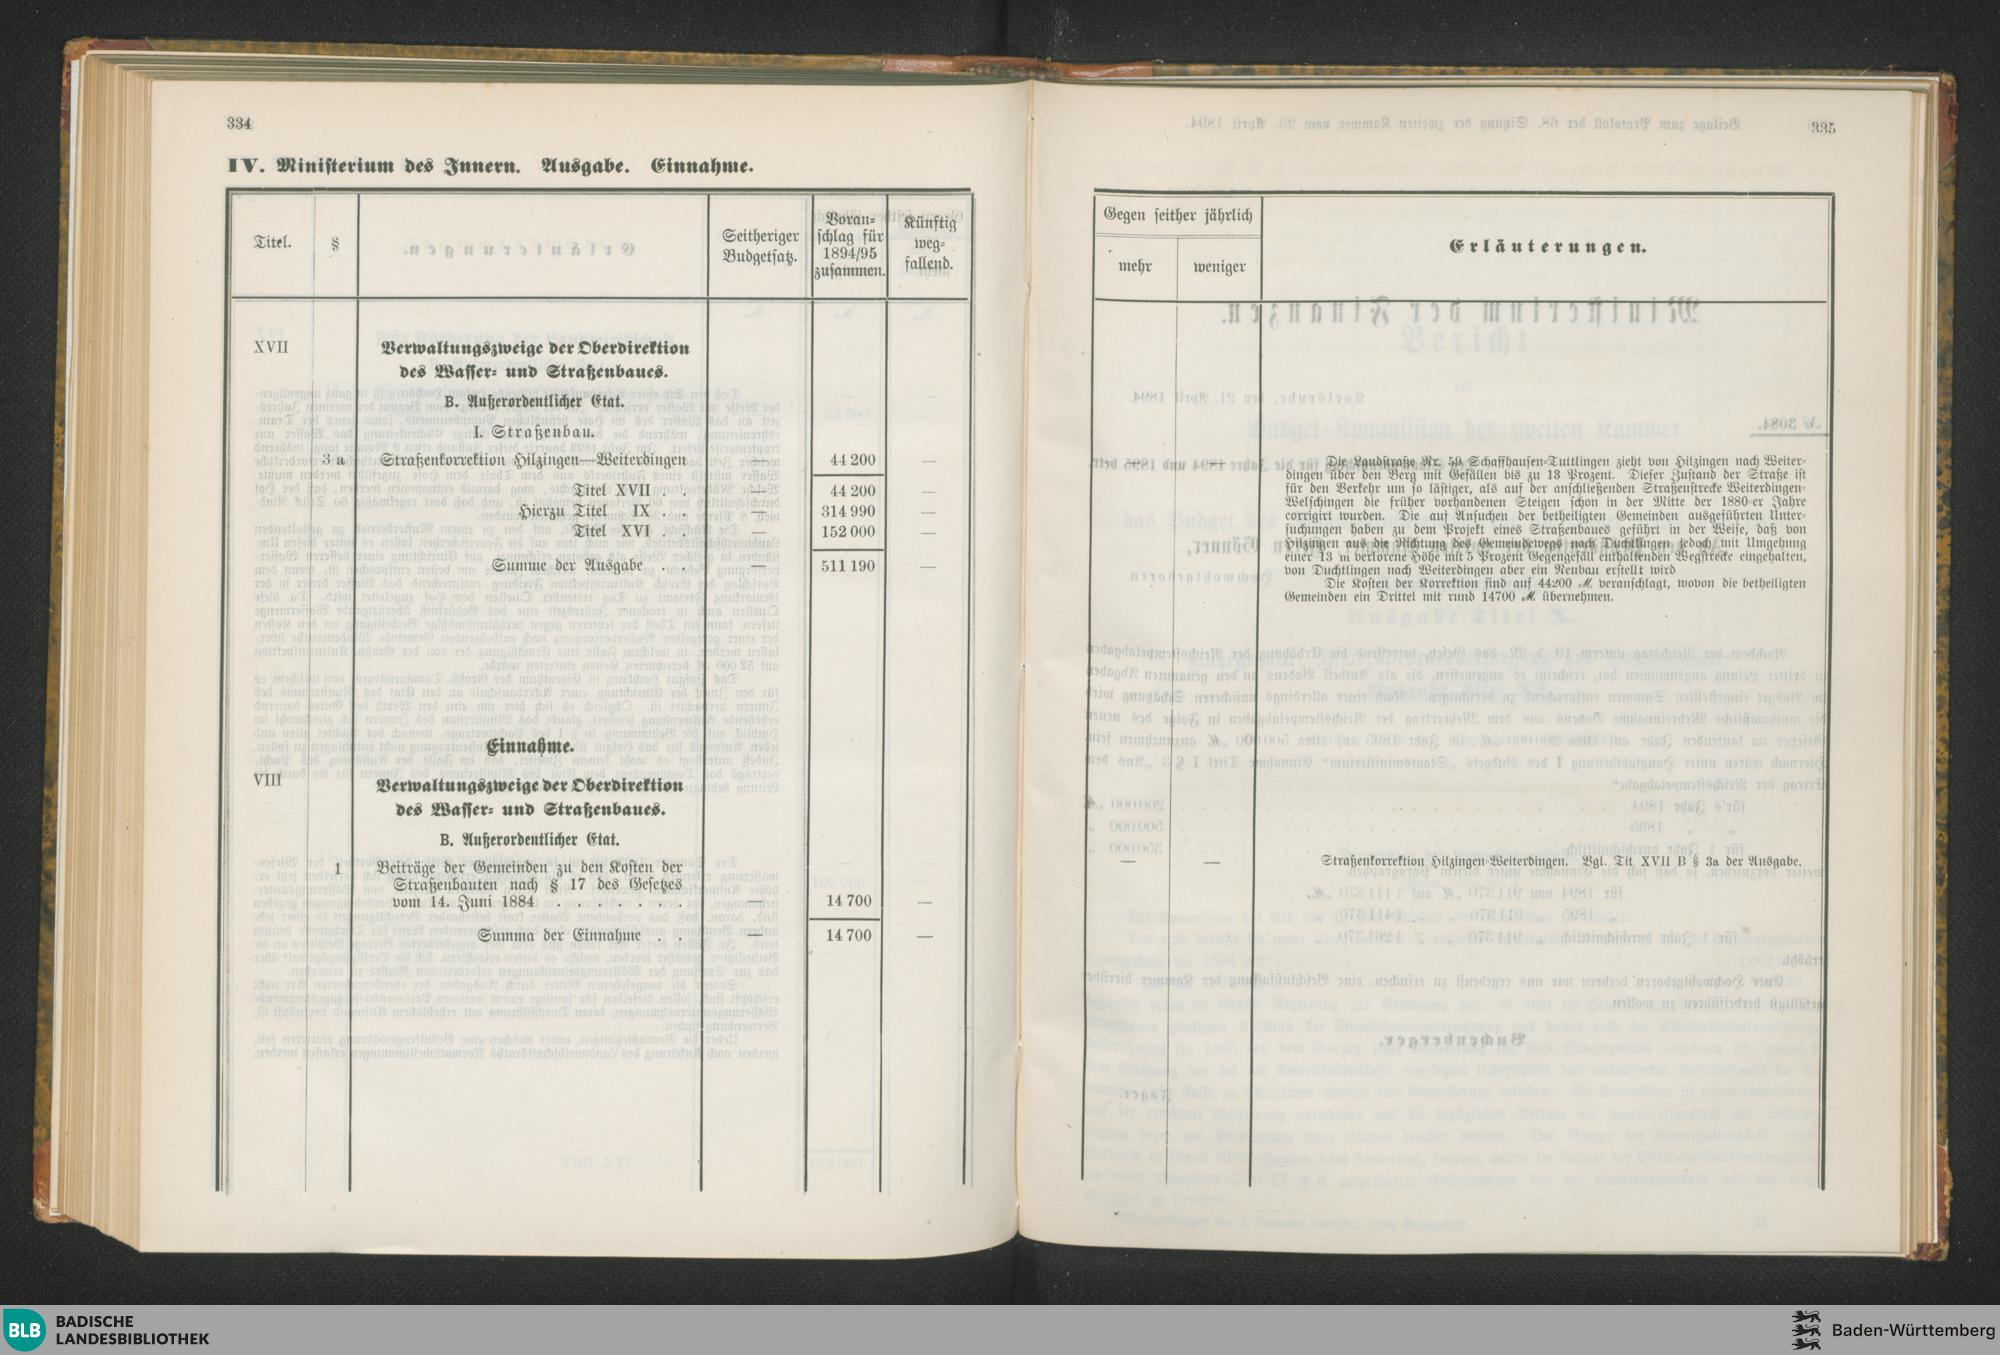 334
IV. Ministerium des Innern. Ausgabe. Einnahme.
Titel.
§
Seitheriger
Budgetsatz.
Voran-
schlag für
1894/95
zusammen.
Künftig
weg-
fallend.
XVII
Verwaltungszweige der Oberdirektion
des Wasser- und Straßenbaues.
B. Außerordentlicher Etat.
I. Straßenbau.
3 a Straßenkorrektion Hilzingen—Weiterdingen — 44 200 —
Titel XVII . . — 44 200 —
Hierzu Titel IX . . — 314 990 —
Titel XVI . . — 152 000 —
Summe der Ausgabe . . — 511 190 —
Einnahme.
VIII
Verwaltungszweige der Oberdirektion
des Wasser- und Straßenbaues.
B. Außerordentlicher Etat.
1 Beiträge der Gemeinden zu den Kosten der
Straßenbauten nach § 17 des Gesetzes
vom 14. Juni 1884 . . . . . . . — 14 700 —
Summa der Einnahme . . — 14 700 —
335
Gegen seither jährlich
mehr
weniger
Erläuterungen.
— —
Die Landstraße Nr. 59 Schaffhausen-Tuttlingen zieht von Hilzingen nach Weiter-
dingen über den Berg mit Gefällen bis zu 13 Prozent. Dieser Zustand der Straße ist
für den Verkehr um so lästiger, als auf der anschließenden Straßenstrecke Weiterdingen-
Welschingen die früher vorhandenen Steigen schon in der Mitte der 1880-er Jahre
corrigirt wurden. Die auf Ansuchen der betheiligten Gemeinden ausgeführten Unter-
suchungen haben zu dem Projekt eines Straßenbaues geführt in der Weise, daß von
Hilzingen aus die Richtung des Gemeindewegs nach Duchtlingen jedoch mit Umgehung
einer 13 m verlorene Höhe mit 5 Prozent Gegengefäll enthaltenden Wegstrecke eingehalten,
von Duchtlingen nach Weiterdingen aber ein Neubau erstellt wird
Die Kosten der Korrektion sind auf 44200 ℳ. veranschlagt, wovon die betheiligten
Gemeinden ein Drittel mit rund 14700 ℳ. übernehmen.
— — Straßenkorrektion Hilzingen-Weiterdingen. Vgl. Tit XVII B § 3a der Ausgabe.
BLB
BADISCHE
LANDESBIBLIOTHEK
Baden-Württemberg